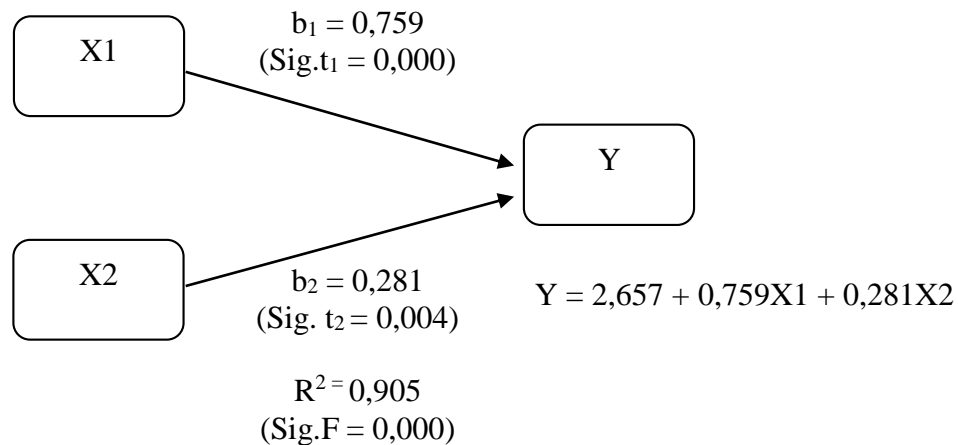 X1
b₁ = 0,759
(Sig.t₁ = 0,000)
Y
X2
b₂ = 0,281
(Sig. t₂ = 0,004)
Y = 2,657 + 0,759X1 + 0,281X2
R² ⁼ 0,905
(Sig.F = 0,000)